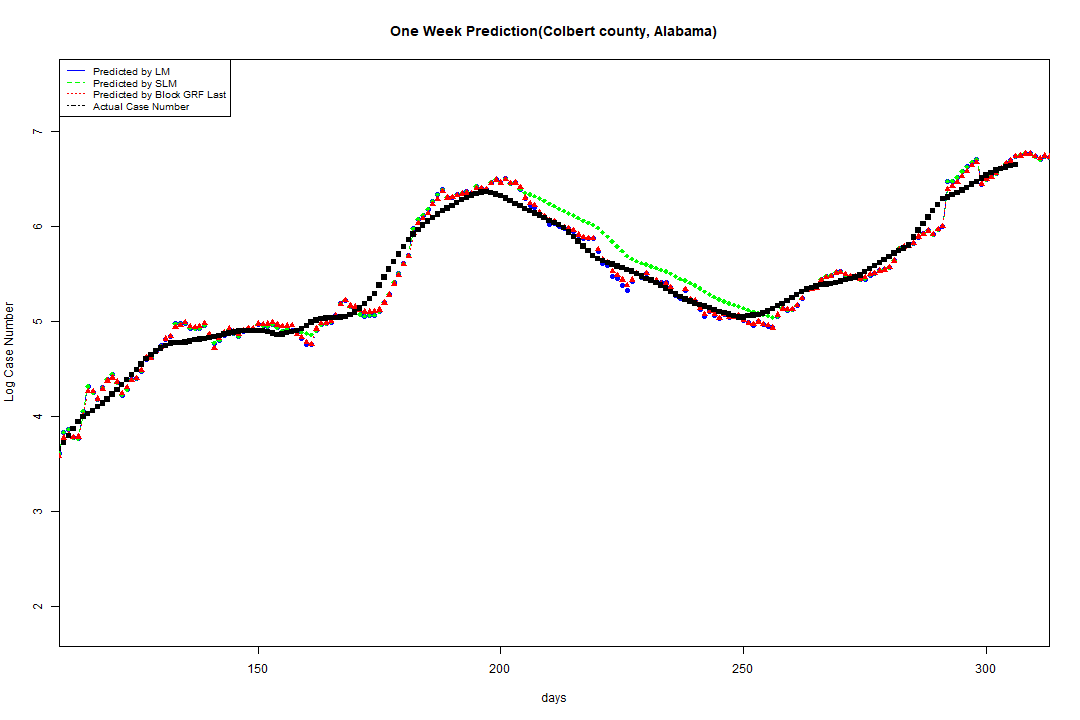 One Week Prediction(Colbert county, Alabama)
Predicted by LM
Predicted by SLM
Predicted by Block GRF Last
Actual Case Number
7
6
5
4
3
2
Log Case Number
150
200
250
300
days